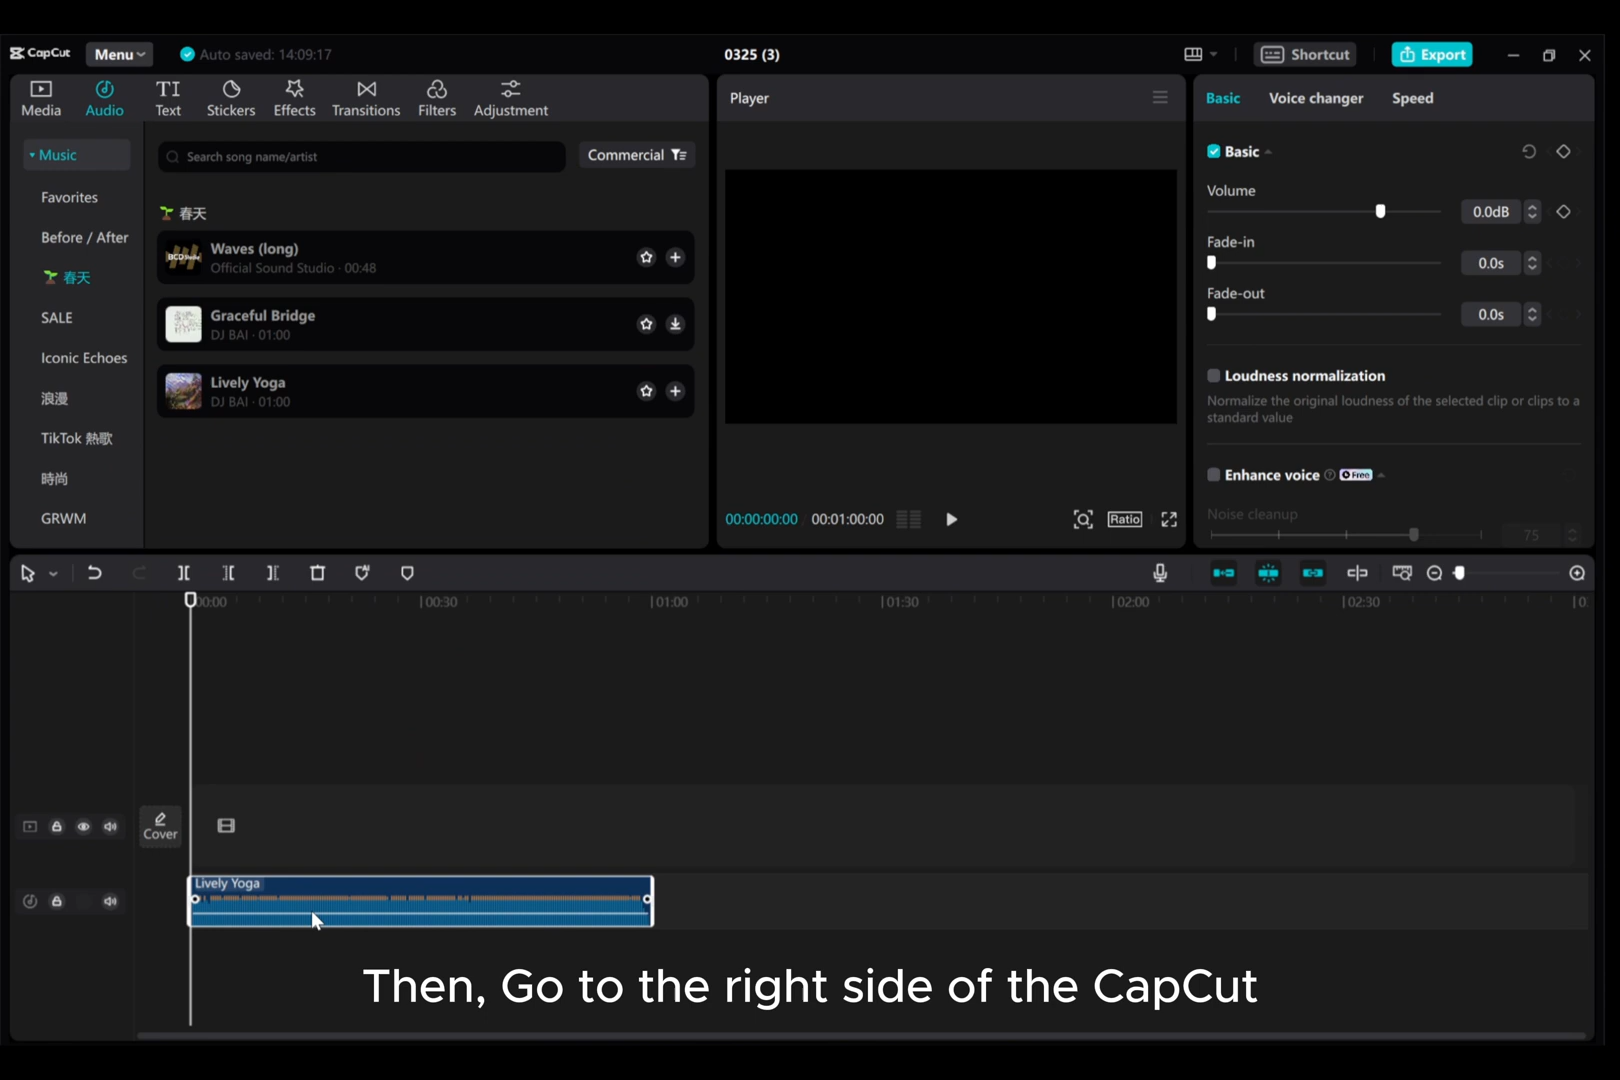 CapCut Menu Auto saved: 14:09:17 0325 (3) Shortcut Export
Media Audio Text Stickers Effects Transitions Filters Adjustment
Music
Favorites
Before / After
春天
SALE
Iconic Echoes
浪漫
TikTok 熱歌
時尚
GRWM
Search song name/artist Commercial
春天
BCD
Waves (long)
Official Sound Studio · 00:48
Graceful Bridge
DJ BAI · 01:00
Lively Yoga
DJ BAI · 01:00
Player
00:00:00:00 00:01:00:00 Ratio
Basic Voice changer Speed
Basic
Volume
0.0dB
Fade-in
0.0s
Fade-out
0.0s
Loudness normalization
Normalize the original loudness of the selected clip or clips to a
standard value
Enhance voice Free
Noise cleanup
75
00:00 00:30 01:00 01:30 02:00 02:30
Cover
Lively Yoga
Then, Go to the right side of the CapCut